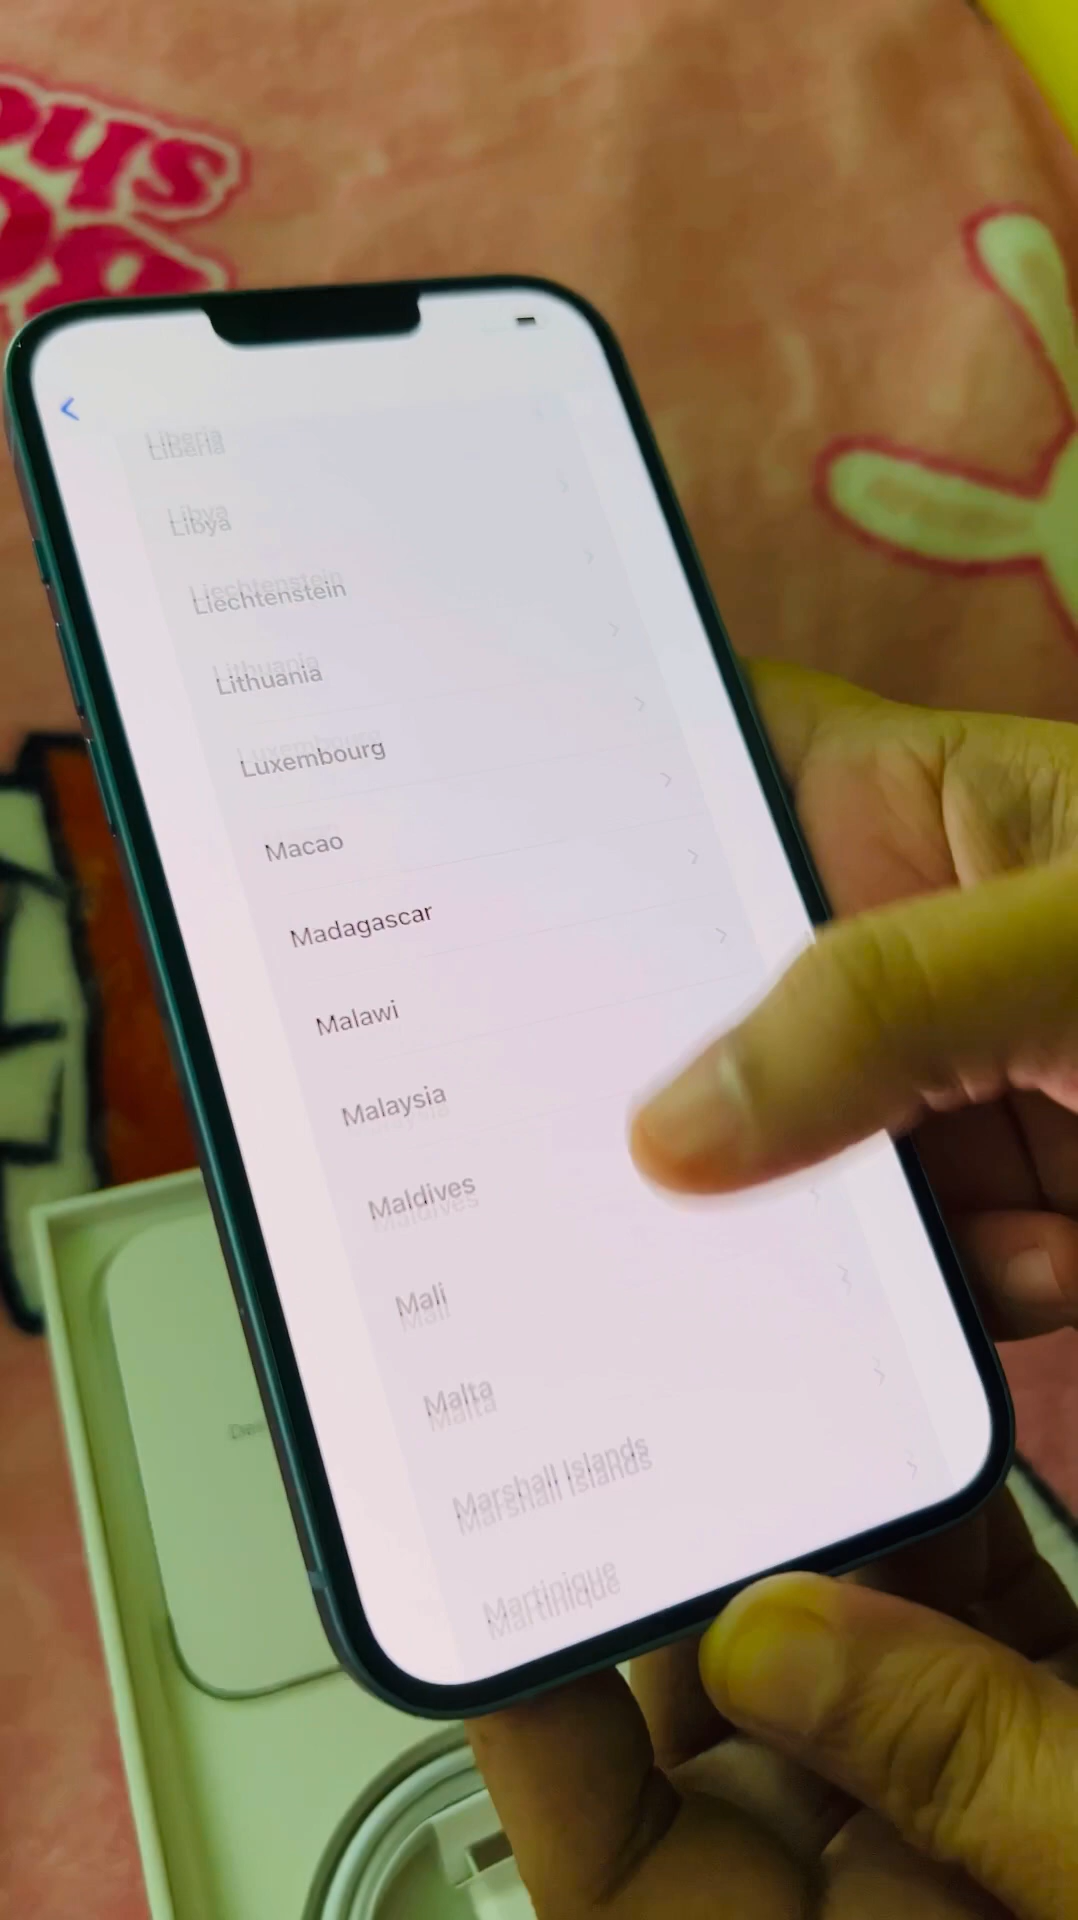 Liberia
Libya
Liechtenstein
Lithuania
Luxembourg
Macao
Madagascar
Malawi
Malaysia
Maldives
Mali
Malta
Marshall Islands
Martinique